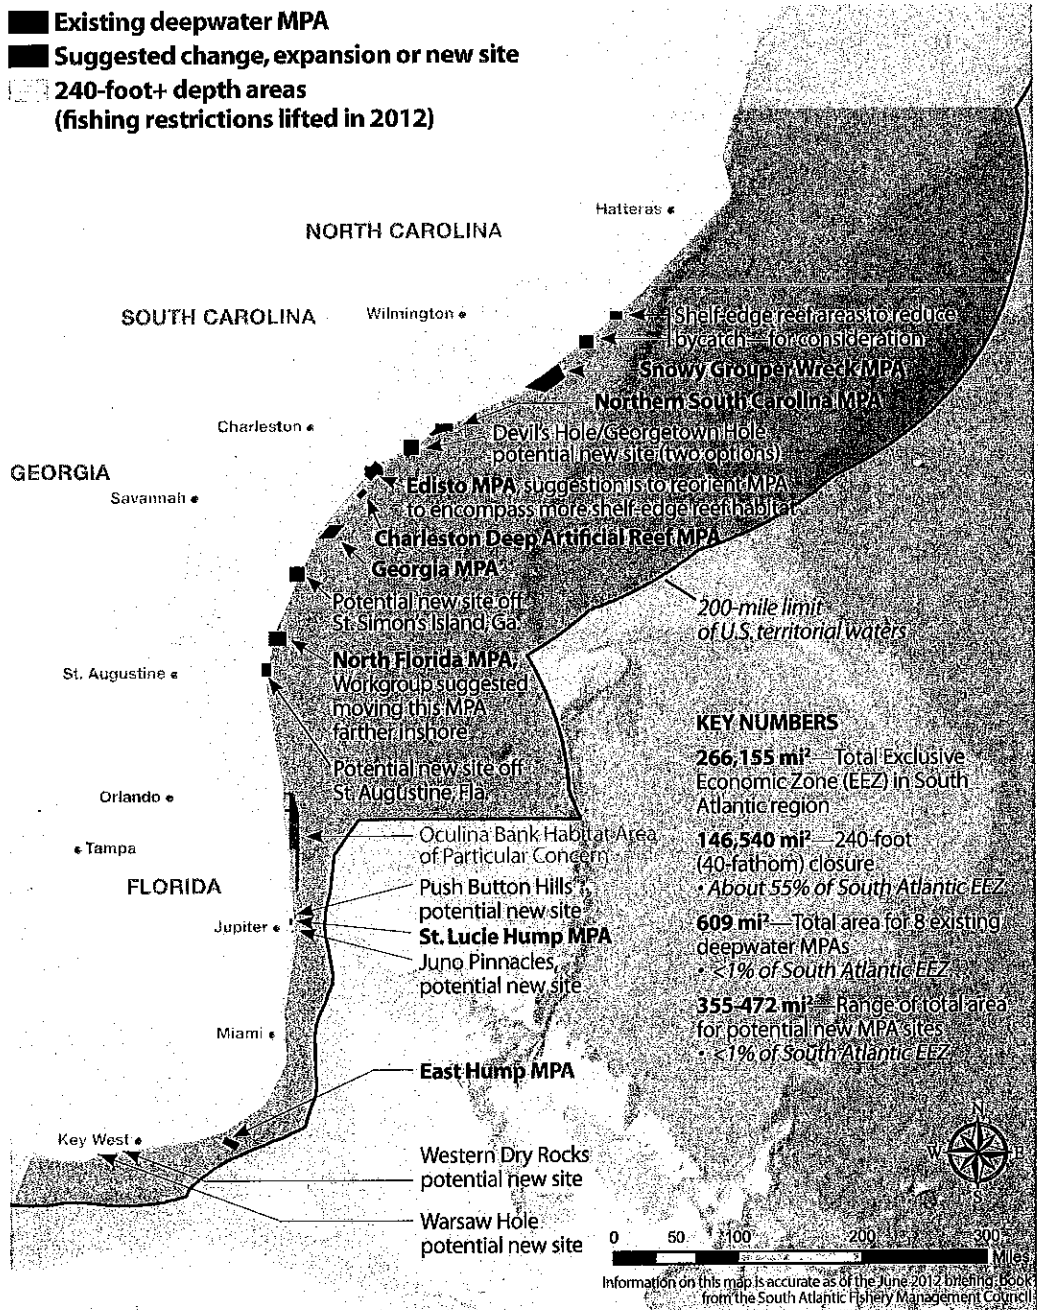 Existing deepwater MPA
Suggested change, expansion or new site
240-foot+ depth areas
(fishing restrictions lifted in 2012)
Hatteras
NORTH CAROLINA
SOUTH CAROLINA
Wilmington
Shelf-edge reef areas to reduce
bycatch—for consideration
Snowy Grouper Wreck MPA
Northern South Carolina MPA
Charleston
Devil's Hole/Georgetown Hole
potential new site (two options)
GEORGIA
Savannah
Edisto MPA, suggestion is to reorient MPA
to encompass more shelf-edge reef habitat
Charleston Deep Artificial Reef MPA
Georgia MPA
Potential new site off
St. Simon's Island, Ga.
200-mile limit
of U.S. territorial waters
North Florida MPA,
Workgroup suggested
moving this MPA
farther inshore
St. Augustine
Potential new site off
St. Augustine, Fla.
Orlando
Tampa
FLORIDA
Oculina Bank Habitat Area
of Particular Concern
Push Button Hills,
potential new site
Jupiter
St. Lucie Hump MPA
Juno Pinnacles,
potential new site
Miami
East Hump MPA
Key West
Western Dry Rocks
potential new site
Warsaw Hole
potential new site
KEY NUMBERS
266,155 mi²—Total Exclusive
Economic Zone (EEZ) in South
Atlantic region
146,540 mi²—240-foot
(40-fathom) closure
• About 55% of South Atlantic EEZ
609 mi²—Total area for 8 existing
deepwater MPAs
• <1% of South Atlantic EEZ
355-472 mi²—Range of total area
for potential new MPA sites
• <1% of South Atlantic EEZ
N
W E
S
0 50 100 200 300
Miles
Information on this map is accurate as of the June 2012 briefing book
from the South Atlantic Fishery Management Council